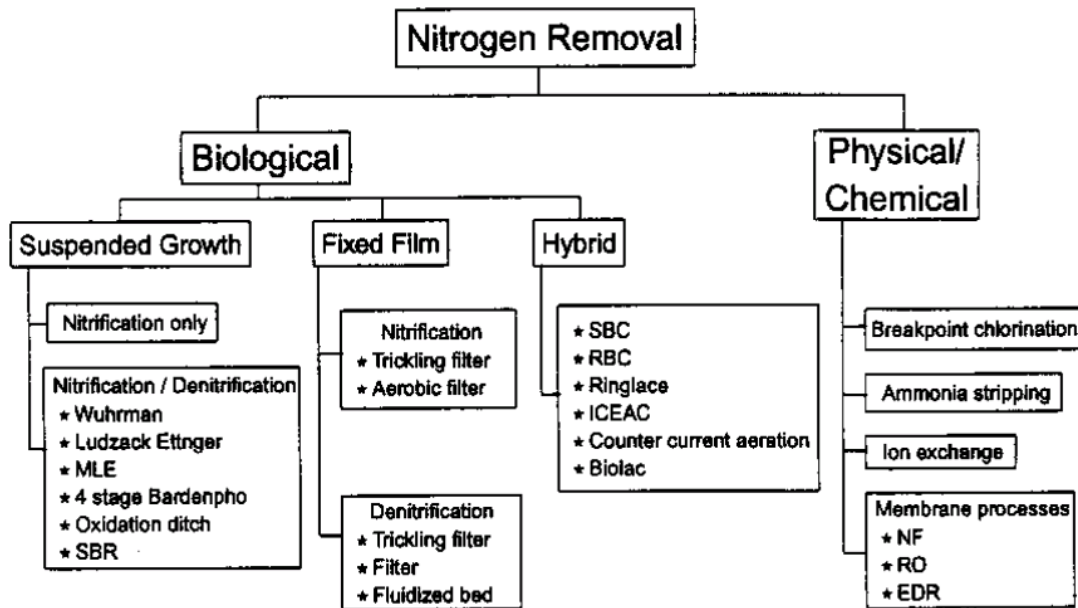 Nitrogen Removal
Biological
Physical/
Chemical
Suspended Growth
Fixed Film
Hybrid
Nitrification only
Nitrification / Denitrification
★ Wuhrman
★ Ludzack Ettnger
★ MLE
★ 4 stage Bardenpho
★ Oxidation ditch
★ SBR
Nitrification
★ Trickling filter
★ Aerobic filter
Denitrification
★ Trickling filter
★ Filter
★ Fluidized bed
★ SBC
★ RBC
★ Ringlace
★ ICEAC
★ Counter current aeration
★ Biolac
Breakpoint chlorination
Ammonia stripping
Ion exchange
Membrane processes
★ NF
★ RO
★ EDR